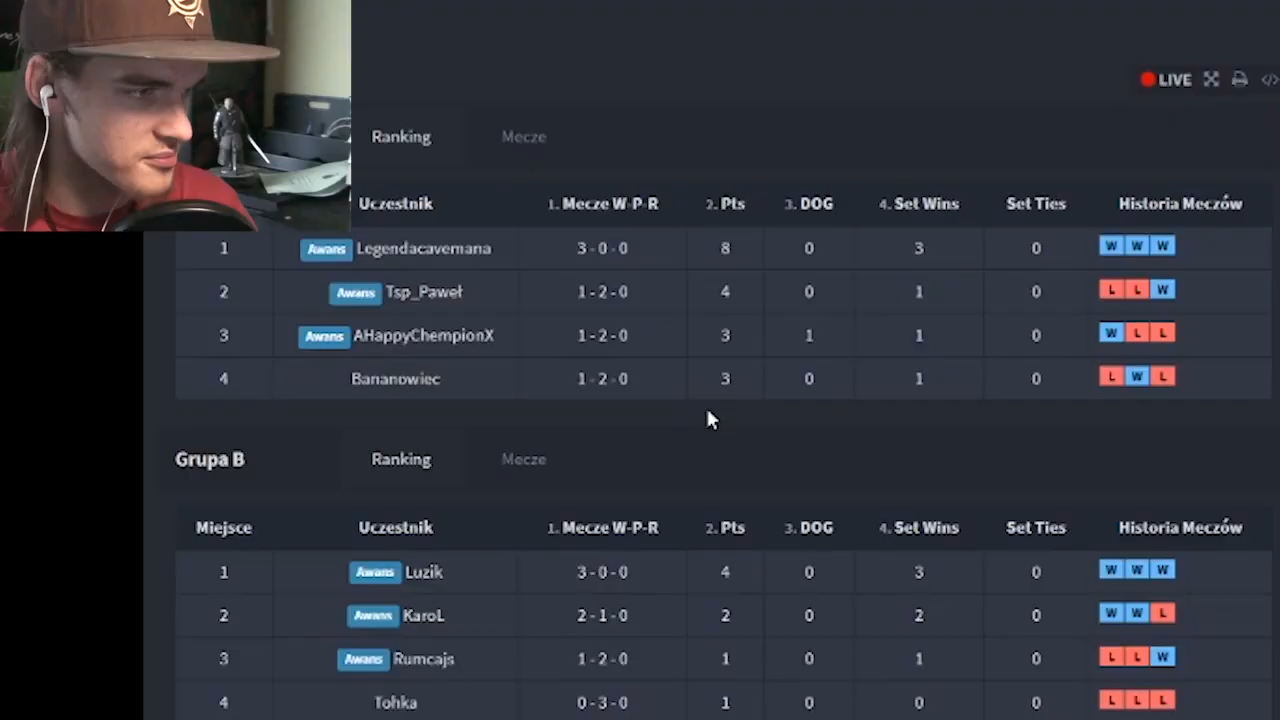 LIVE
Ranking Mecze
Uczestnik 1. Mecze W-P-R 2. Pts 3. DOG 4. Set Wins Set Ties Historia Meczów
1 Awans Legendacavemana 3 - 0 - 0 8 0 3 0 W W W
2 Awans Tsp_Paweł 1 - 2 - 0 4 0 1 0 L L W
3 Awans AHappyChempionX 1 - 2 - 0 3 1 1 0 W L L
4 Bananowiec 1 - 2 - 0 3 0 1 0 L W L
Grupa B Ranking Mecze
Miejsce Uczestnik 1. Mecze W-P-R 2. Pts 3. DOG 4. Set Wins Set Ties Historia Meczów
1 Awans Luzik 3 - 0 - 0 4 0 3 0 W W W
2 Awans KaroL 2 - 1 - 0 2 0 2 0 W W L
3 Awans Rumcajs 1 - 2 - 0 1 0 1 0 L L W
4 Tohka 0 - 3 - 0 1 0 0 0 L L L